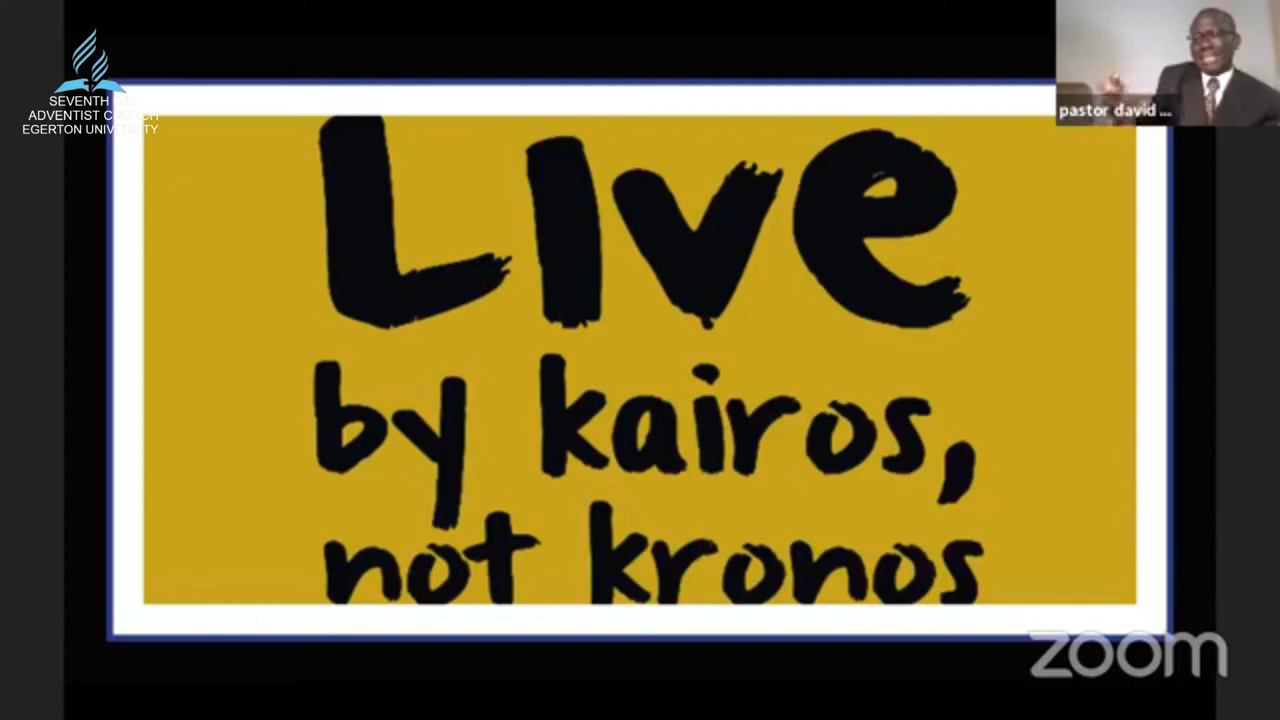 SEVENTH DAY
ADVENTIST CHURCH
EGERTON UNIVERSITY
pastor david ...
Live
by kairos,
not kronos
zoom